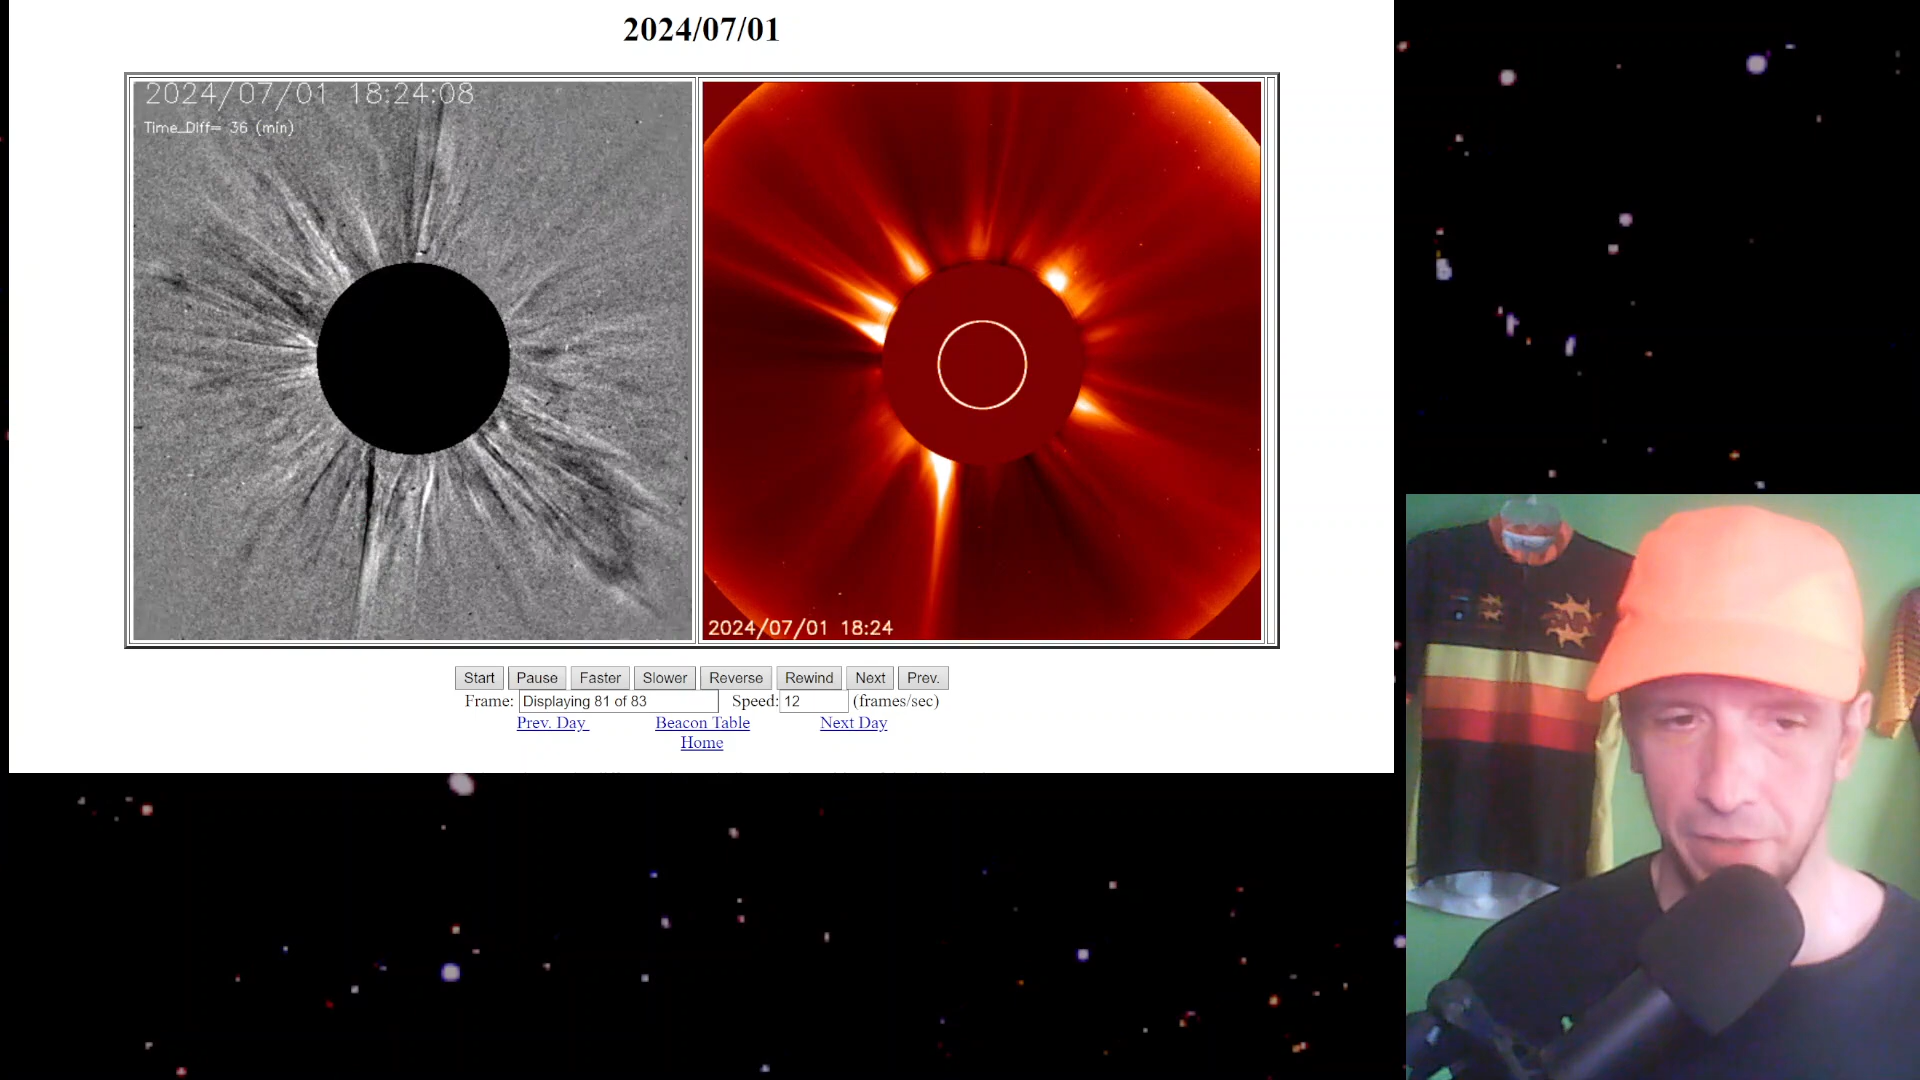 2024/07/01
2024/07/01 18:24:08
Time_Diff= 36 (min)
2024/07/01 18:24
Start Pause Faster Slower Reverse Rewind Next Prev.
Frame: Displaying 81 of 83 Speed: 12 (frames/sec)
Prev. Day Beacon Table Next Day
Home